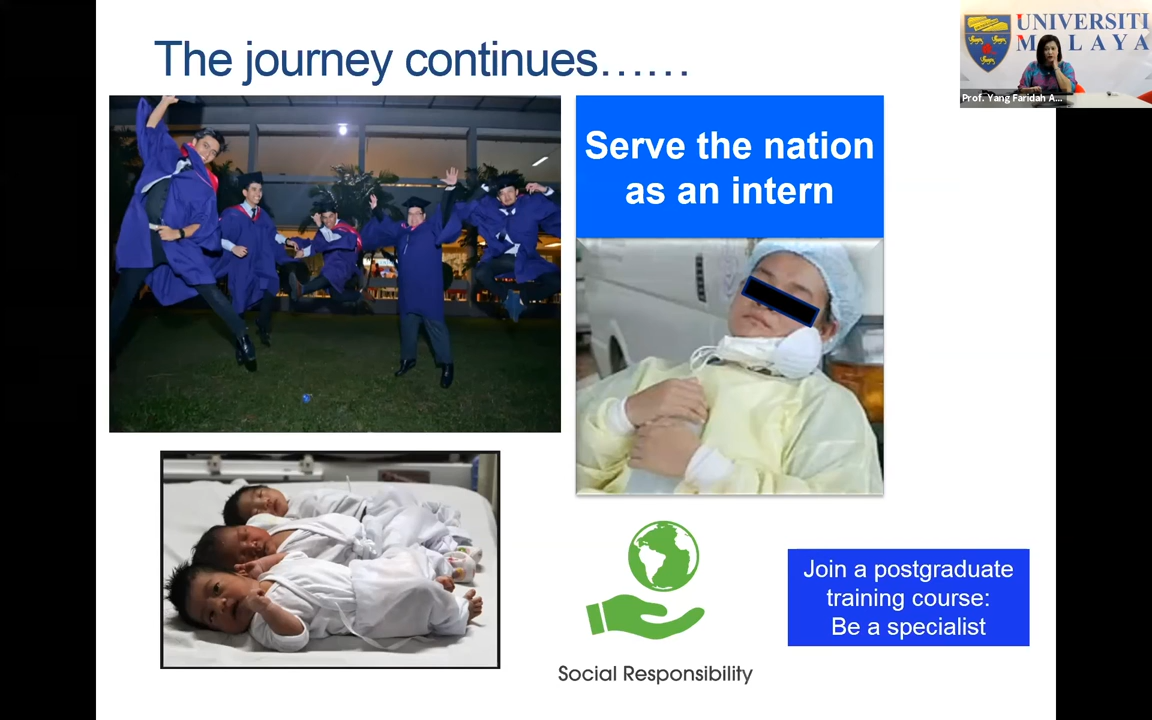 The journey continues……
UNIVERSITI
MALAYA
Prof. Yang Faridah A...
Serve the nation
as an intern
Join a postgraduate
training course:
Be a specialist
Social Responsibility